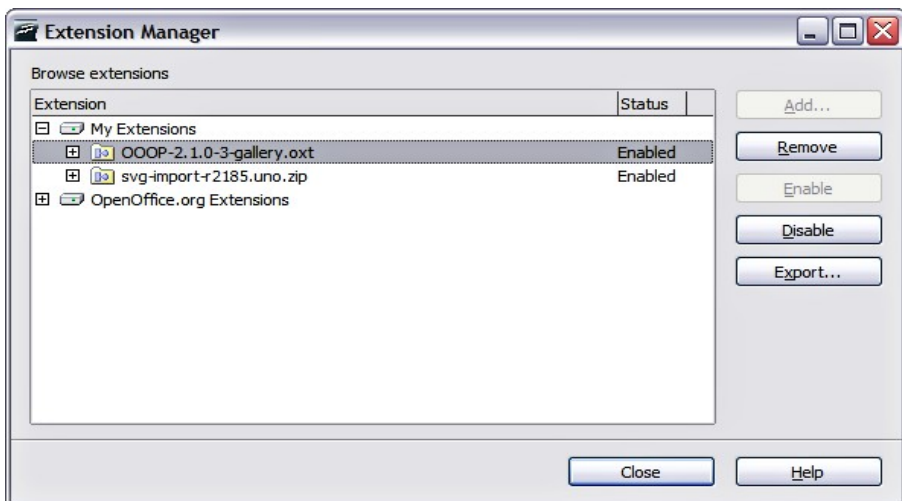 Extension Manager
Browse extensions
Extension Status
My Extensions
OOOP-2.1.0-3-gallery.oxt Enabled
svg-import-r2185.uno.zip Enabled
OpenOffice.org Extensions
Add...
Remove
Enable
Disable
Export...
Close Help